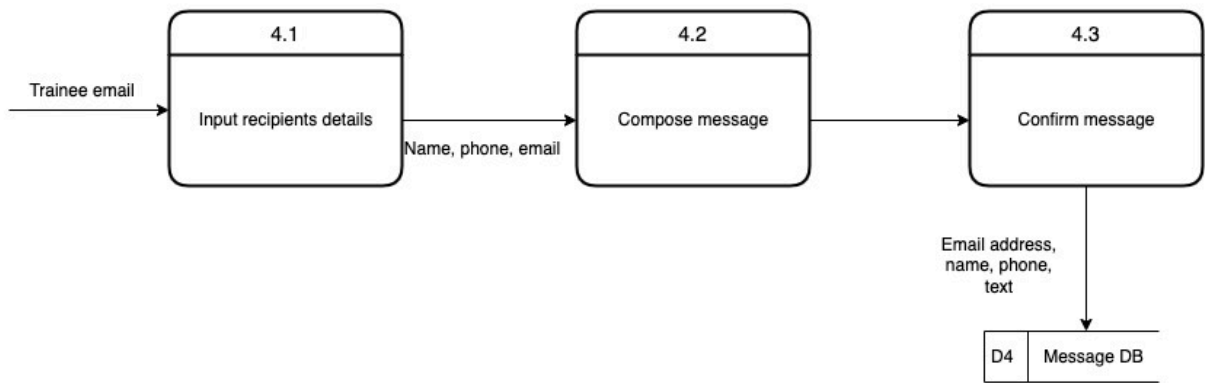 4.1
4.2
4.3
Trainee email
Input recipients details
Compose message
Confirm message
Name, phone, email
Email address,
name, phone,
text
D4
Message DB